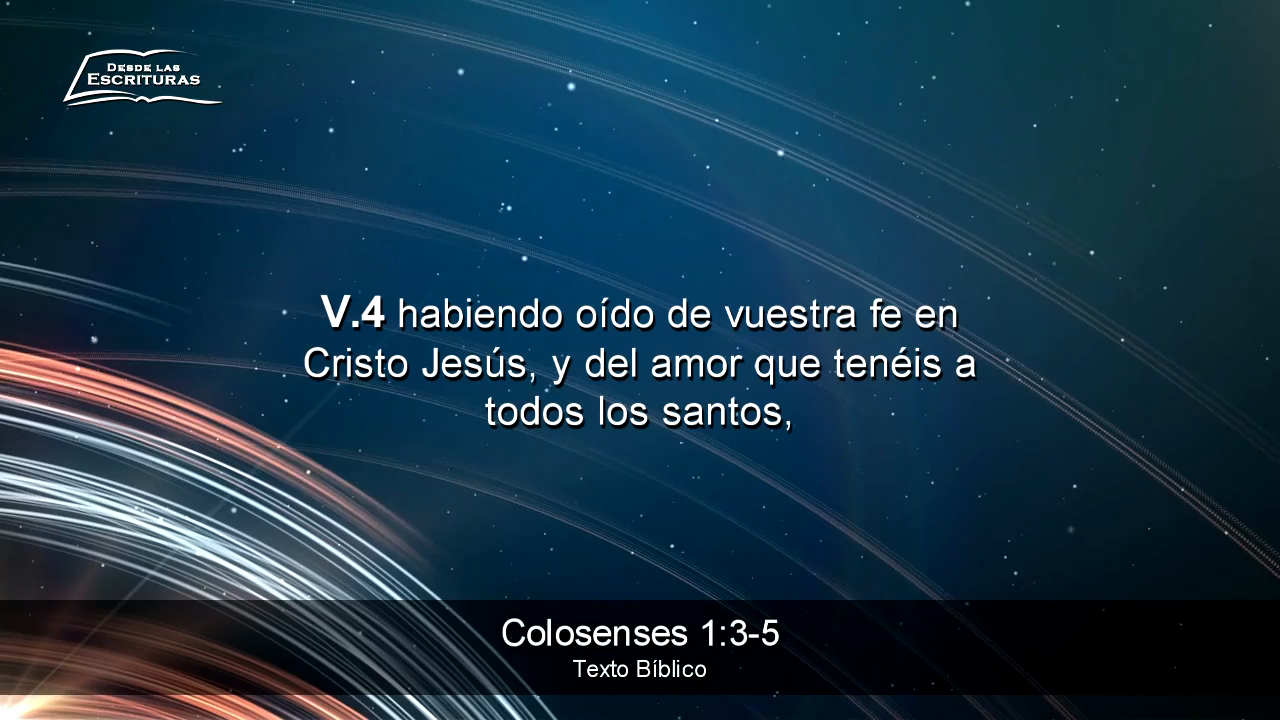 DESDE LAS
ESCRITURAS
V.4 habiendo oído de vuestra fe en
Cristo Jesús, y del amor que tenéis a
todos los santos,
Colosenses 1:3-5
Texto Bíblico